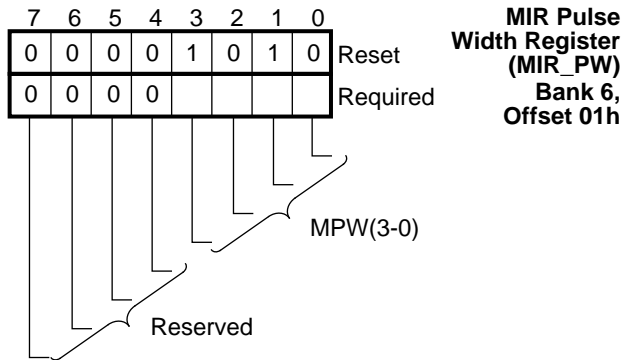 7 6 5 4 3 2 1 0
0 0 0 0 1 0 1 0 Reset
0 0 0 0 Required
MIR Pulse
Width Register
(MIR_PW)
Bank 6,
Offset 01h
MPW(3-0)
Reserved